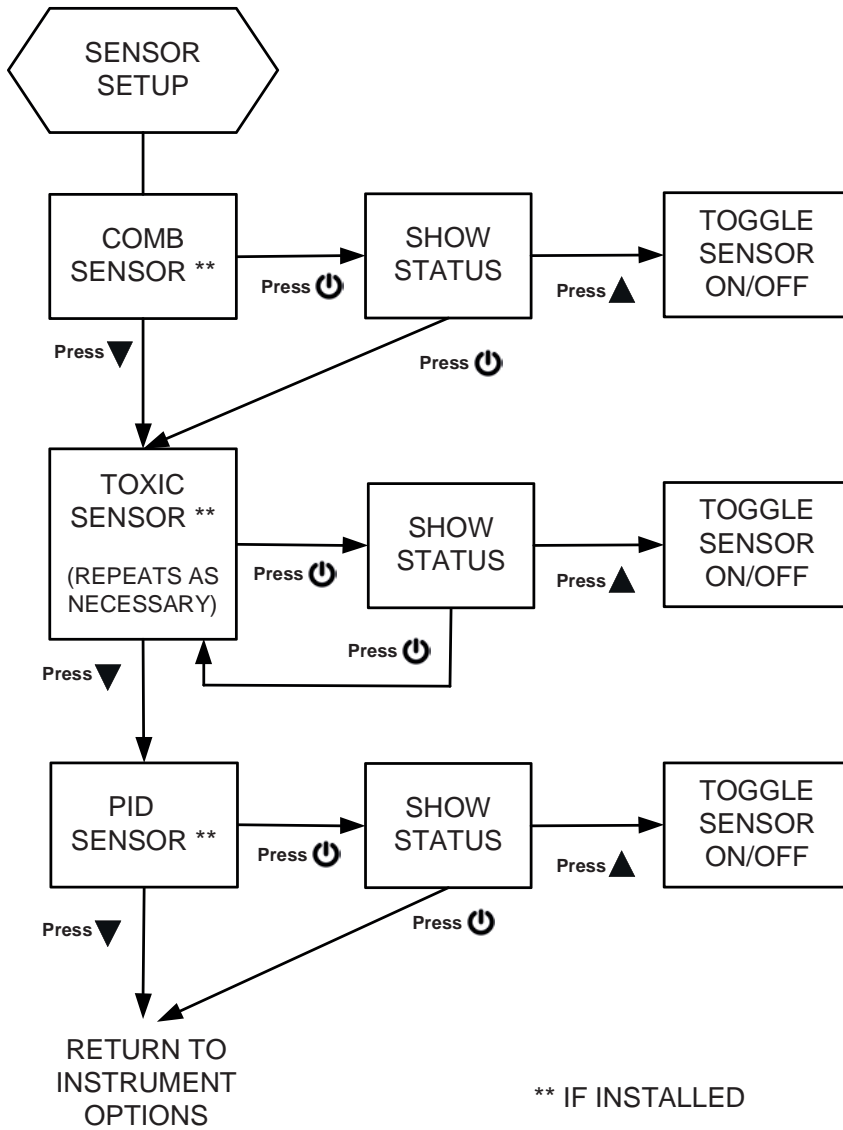 SENSOR
SETUP
COMB
SENSOR **
Press
SHOW
STATUS
Press
TOGGLE
SENSOR
ON/OFF
Press
Press
TOXIC
SENSOR **
(REPEATS AS
NECESSARY)
Press
SHOW
STATUS
Press
TOGGLE
SENSOR
ON/OFF
Press
Press
PID
SENSOR **
Press
SHOW
STATUS
Press
TOGGLE
SENSOR
ON/OFF
Press
Press
RETURN TO
INSTRUMENT
OPTIONS
** IF INSTALLED